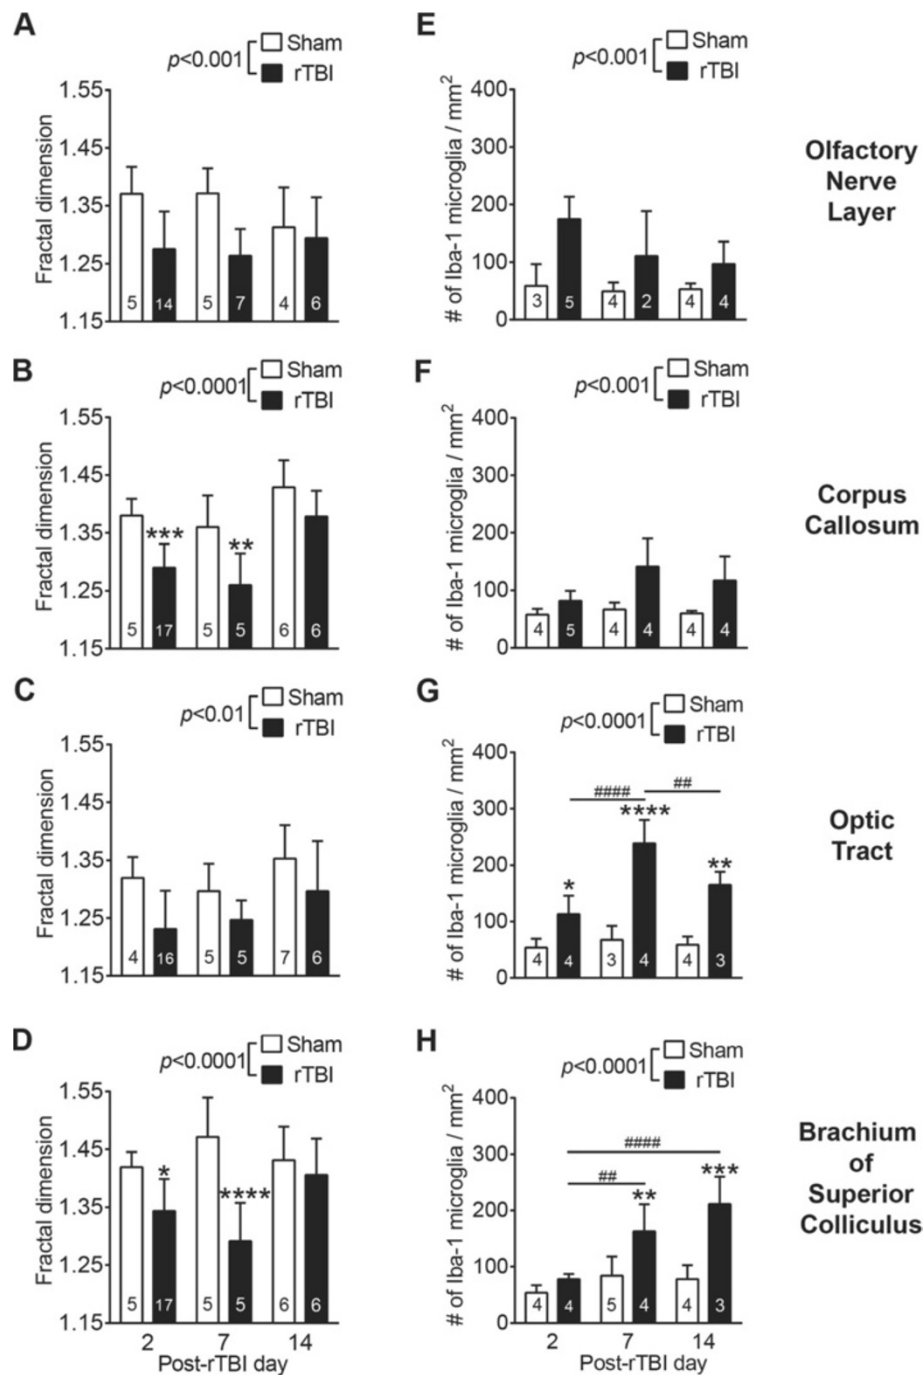 A
p<0.001
Sham
rTBI
Fractal dimension
1.55
1.45
1.35
1.25
1.15
5
14
5
7
4
6
E
p<0.001
Sham
rTBI
# of Iba-1 microglia / mm²
400
300
200
100
0
3
5
4
2
4
4
Olfactory
Nerve
Layer
B
p<0.0001
Sham
rTBI
Fractal dimension
1.55
1.45
1.35
1.25
1.15
***
**
5
17
5
5
6
6
F
p<0.001
Sham
rTBI
# of Iba-1 microglia / mm²
400
300
200
100
0
4
5
4
4
4
4
Corpus
Callosum
C
p<0.01
Sham
rTBI
Fractal dimension
1.55
1.45
1.35
1.25
1.15
4
16
5
5
7
6
G
p<0.0001
Sham
rTBI
# of Iba-1 microglia / mm²
400
300
200
100
0
####
##
*
****
**
4
4
3
4
4
3
Optic
Tract
D
p<0.0001
Sham
rTBI
Fractal dimension
1.55
1.45
1.35
1.25
1.15
*
****
5
17
5
5
6
6
2
7
14
Post-rTBI day
H
p<0.0001
Sham
rTBI
# of Iba-1 microglia / mm²
400
300
200
100
0
####
##
**
***
4
4
5
4
4
3
2
7
14
Post-rTBI day
Brachium
of
Superior
Colliculus